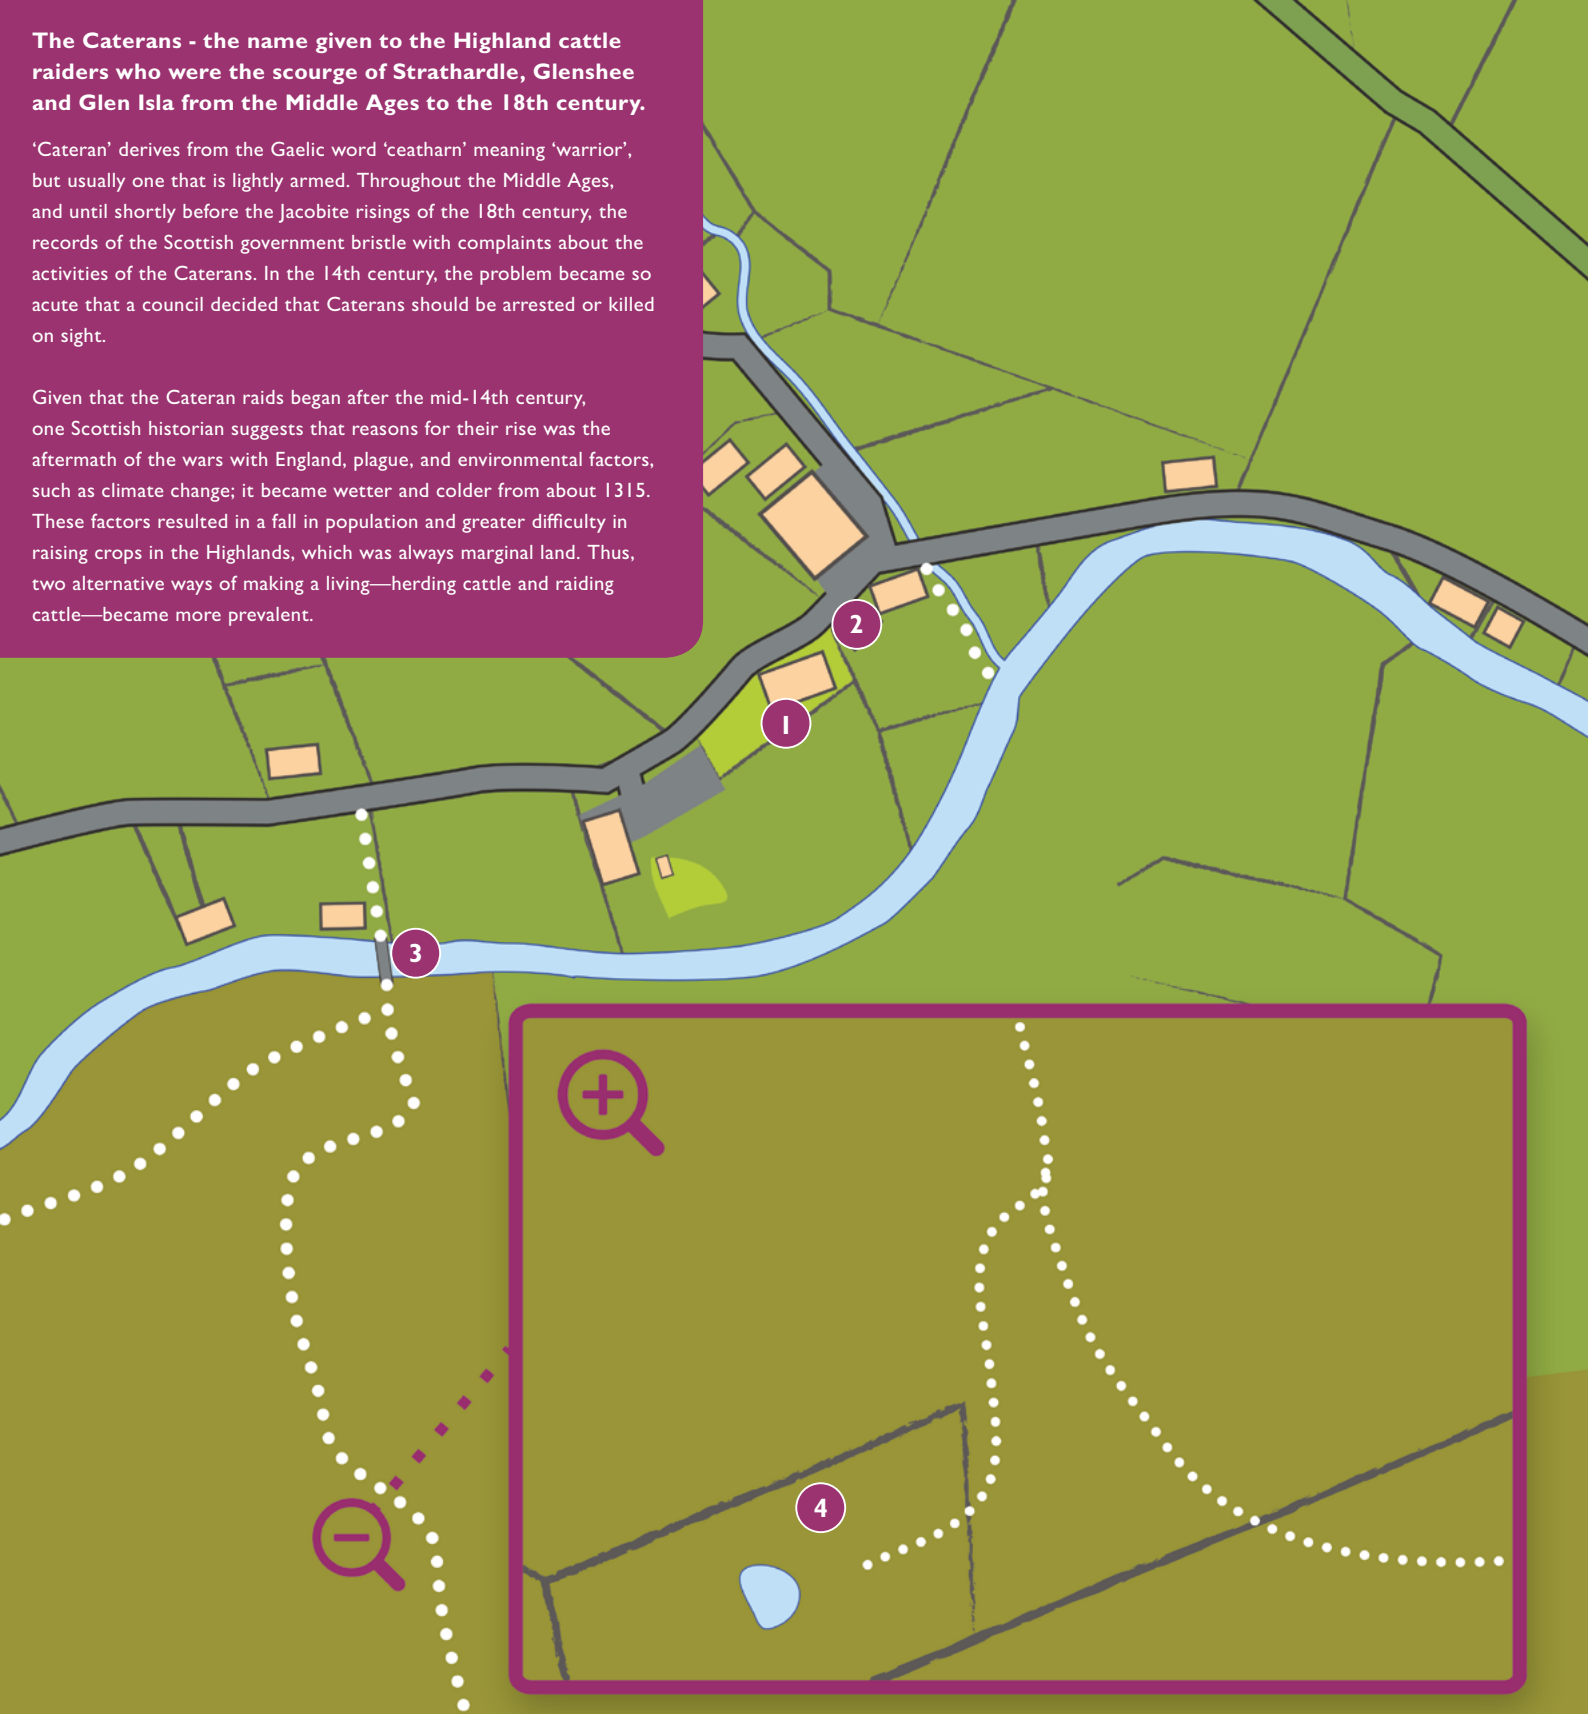 The Caterans - the name given to the Highland cattle
raiders who were the scourge of Strathardle, Glenshee
and Glen Isla from the Middle Ages to the 18th century.
‘Cateran’ derives from the Gaelic word ‘ceatharn’ meaning ‘warrior’,
but usually one that is lightly armed. Throughout the Middle Ages,
and until shortly before the Jacobite risings of the 18th century, the
records of the Scottish government bristle with complaints about the
activities of the Caterans. In the 14th century, the problem became so
acute that a council decided that Caterans should be arrested or killed
on sight.
Given that the Cateran raids began after the mid-14th century,
one Scottish historian suggests that reasons for their rise was the
aftermath of the wars with England, plague, and environmental factors,
such as climate change; it became wetter and colder from about 1315.
These factors resulted in a fall in population and greater difficulty in
raising crops in the Highlands, which was always marginal land. Thus,
two alternative ways of making a living—herding cattle and raiding
cattle—became more prevalent.
2
1
3
4